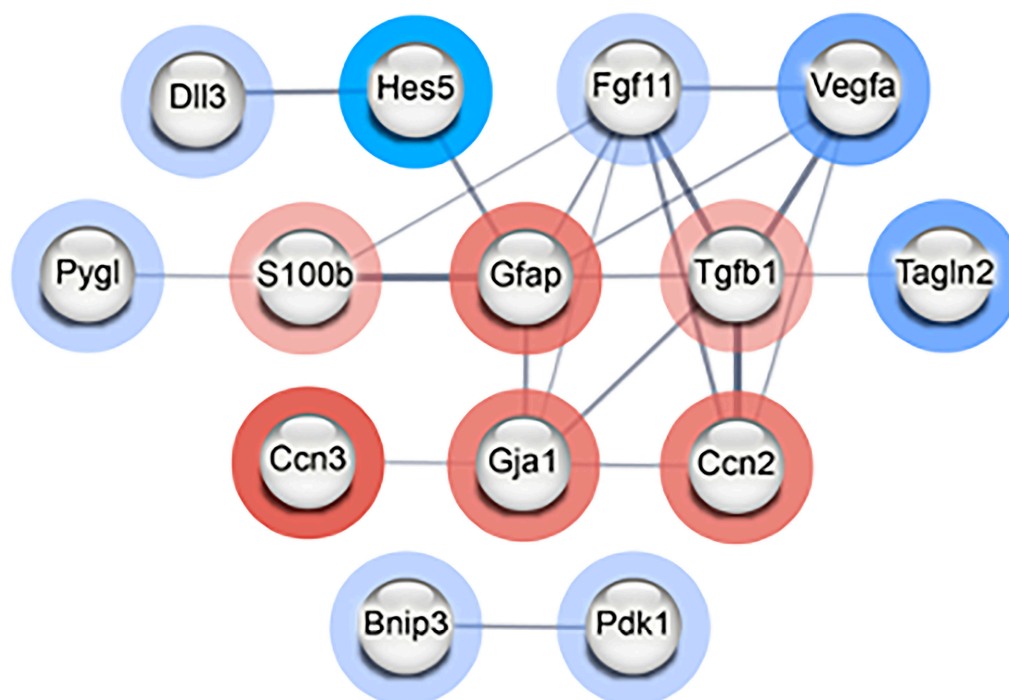 Dll3
Hes5
Fgf11
Vegfa
Pygl
S100b
Gfap
Tgfb1
Tagln2
Ccn3
Gja1
Ccn2
Bnip3
Pdk1